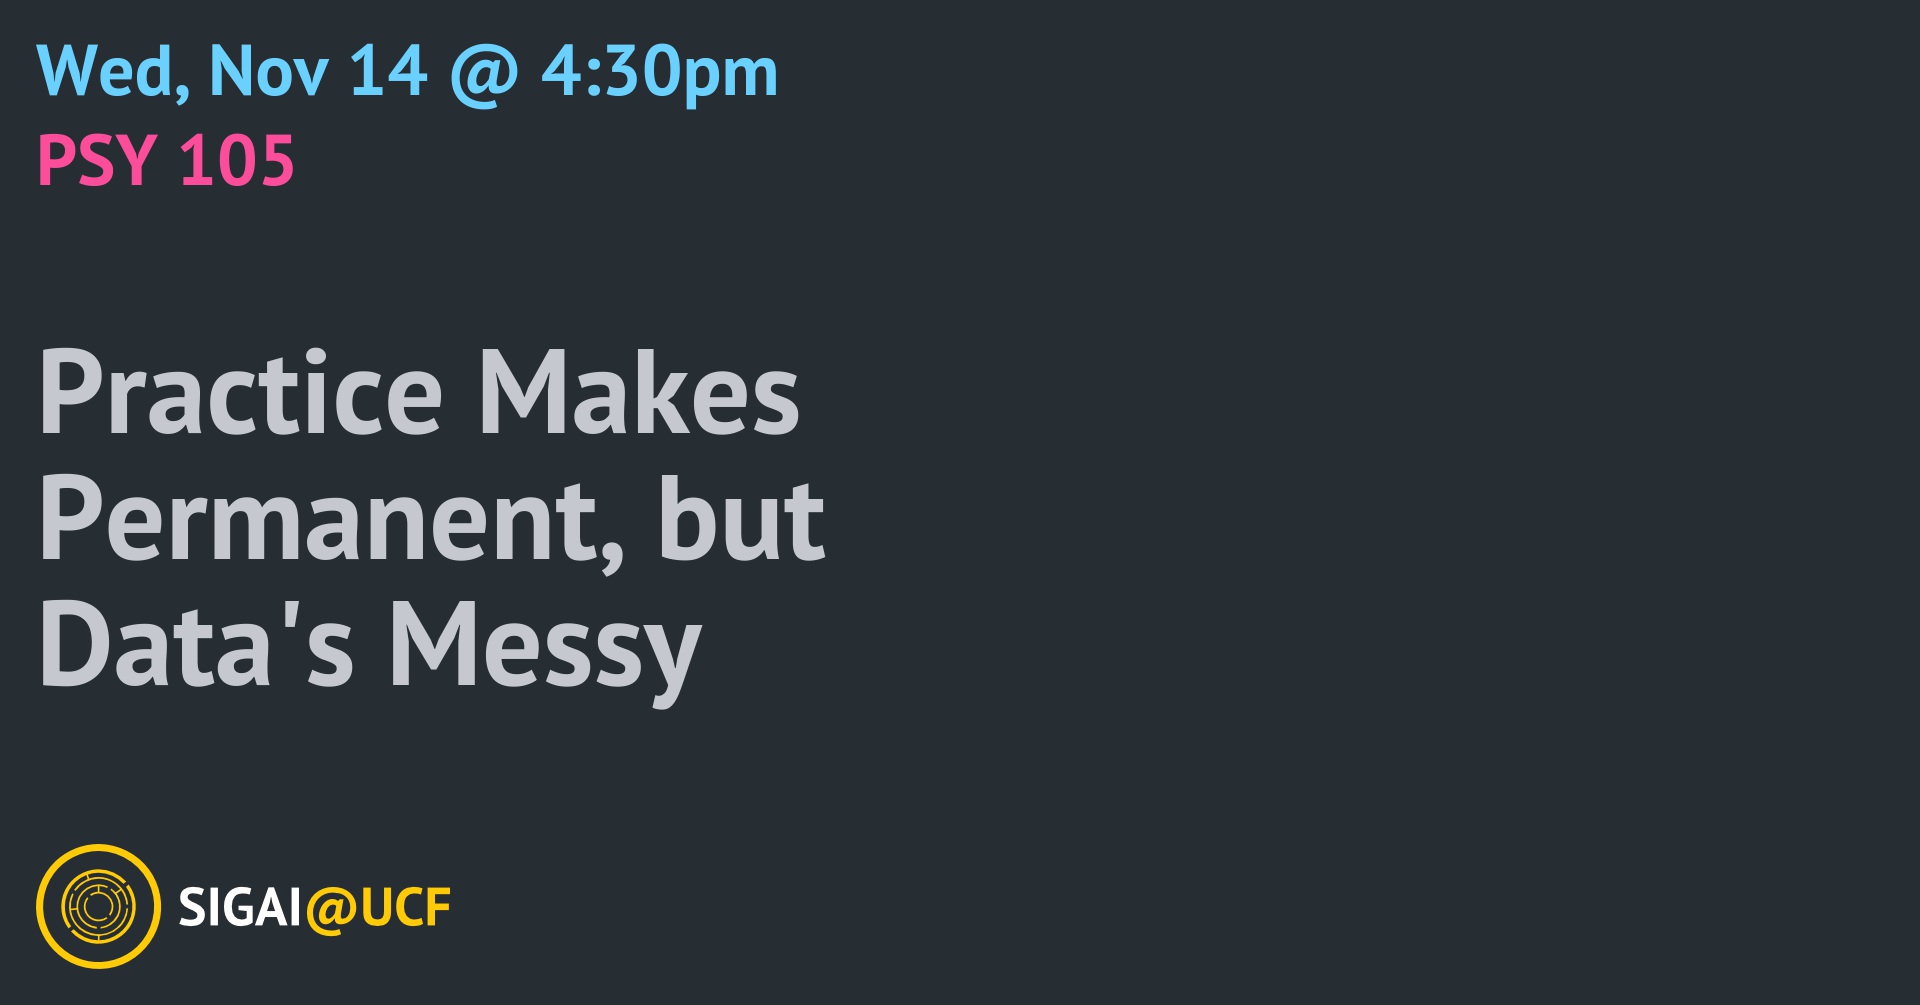 Wed, Nov 14 @ 4:30pm
PSY 105
Practice Makes
Permanent, but
Data's Messy
SIGAI@UCF